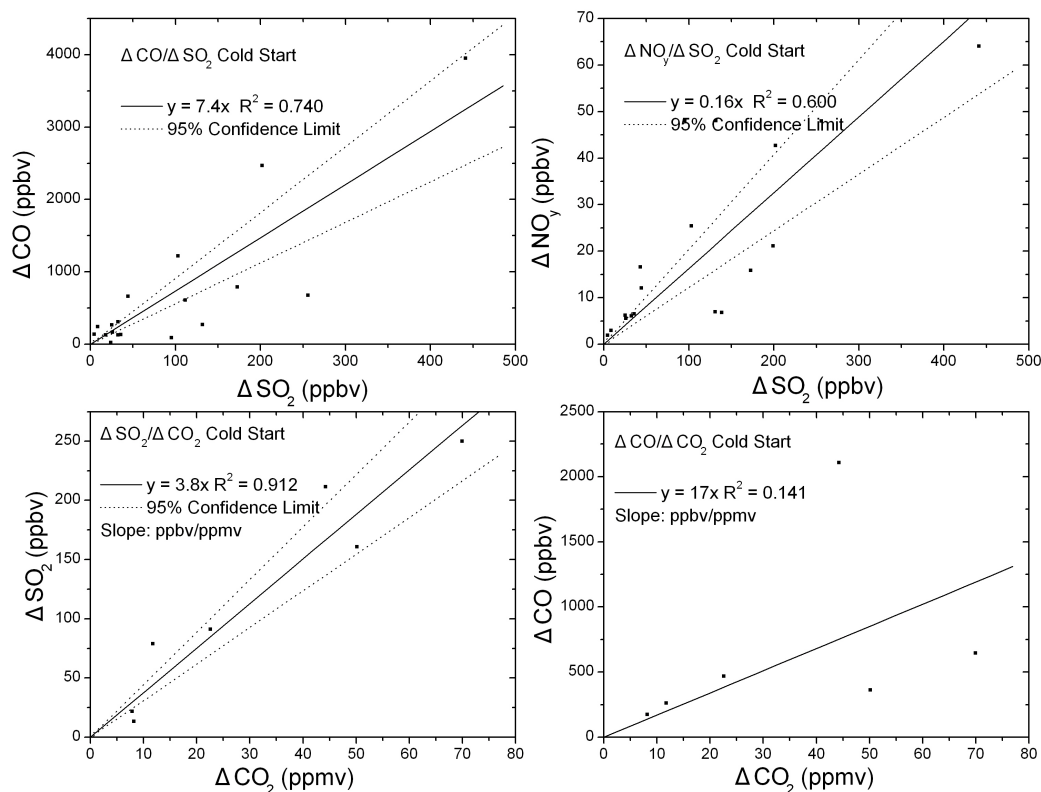 Δ CO/Δ SO₂ Cold Start
y = 7.4x R² = 0.740
95% Confidence Limit
4000
3000
2000
1000
0
Δ CO (ppbv)
0 100 200 300 400 500
Δ SO₂ (ppbv)
Δ NOy/Δ SO₂ Cold Start
y = 0.16x R² = 0.600
95% Confidence Limit
70
60
50
40
30
20
10
0
Δ NOy (ppbv)
0 100 200 300 400 500
Δ SO₂ (ppbv)
Δ SO₂/Δ CO₂ Cold Start
y = 3.8x R² = 0.912
95% Confidence Limit
Slope: ppbv/ppmv
250
200
150
100
50
0
Δ SO₂ (ppbv)
0 10 20 30 40 50 60 70 80
Δ CO₂ (ppmv)
Δ CO/Δ CO₂ Cold Start
y = 17x R² = 0.141
Slope: ppbv/ppmv
2500
2000
1500
1000
500
0
Δ CO (ppbv)
0 10 20 30 40 50 60 70 80
Δ CO₂ (ppmv)